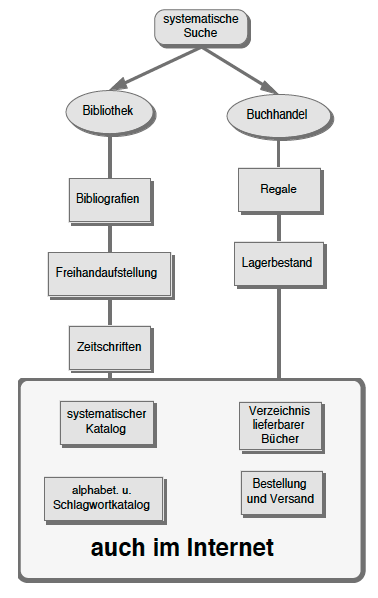 systematische
Suche
Bibliothek
Buchhandel
Bibliografien
Regale
Freihandaufstellung
Lagerbestand
Zeitschriften
systematischer
Katalog
Verzeichnis
lieferbarer
Bücher
alphabet. u.
Schlagwortkatalog
Bestellung
und Versand
auch im Internet